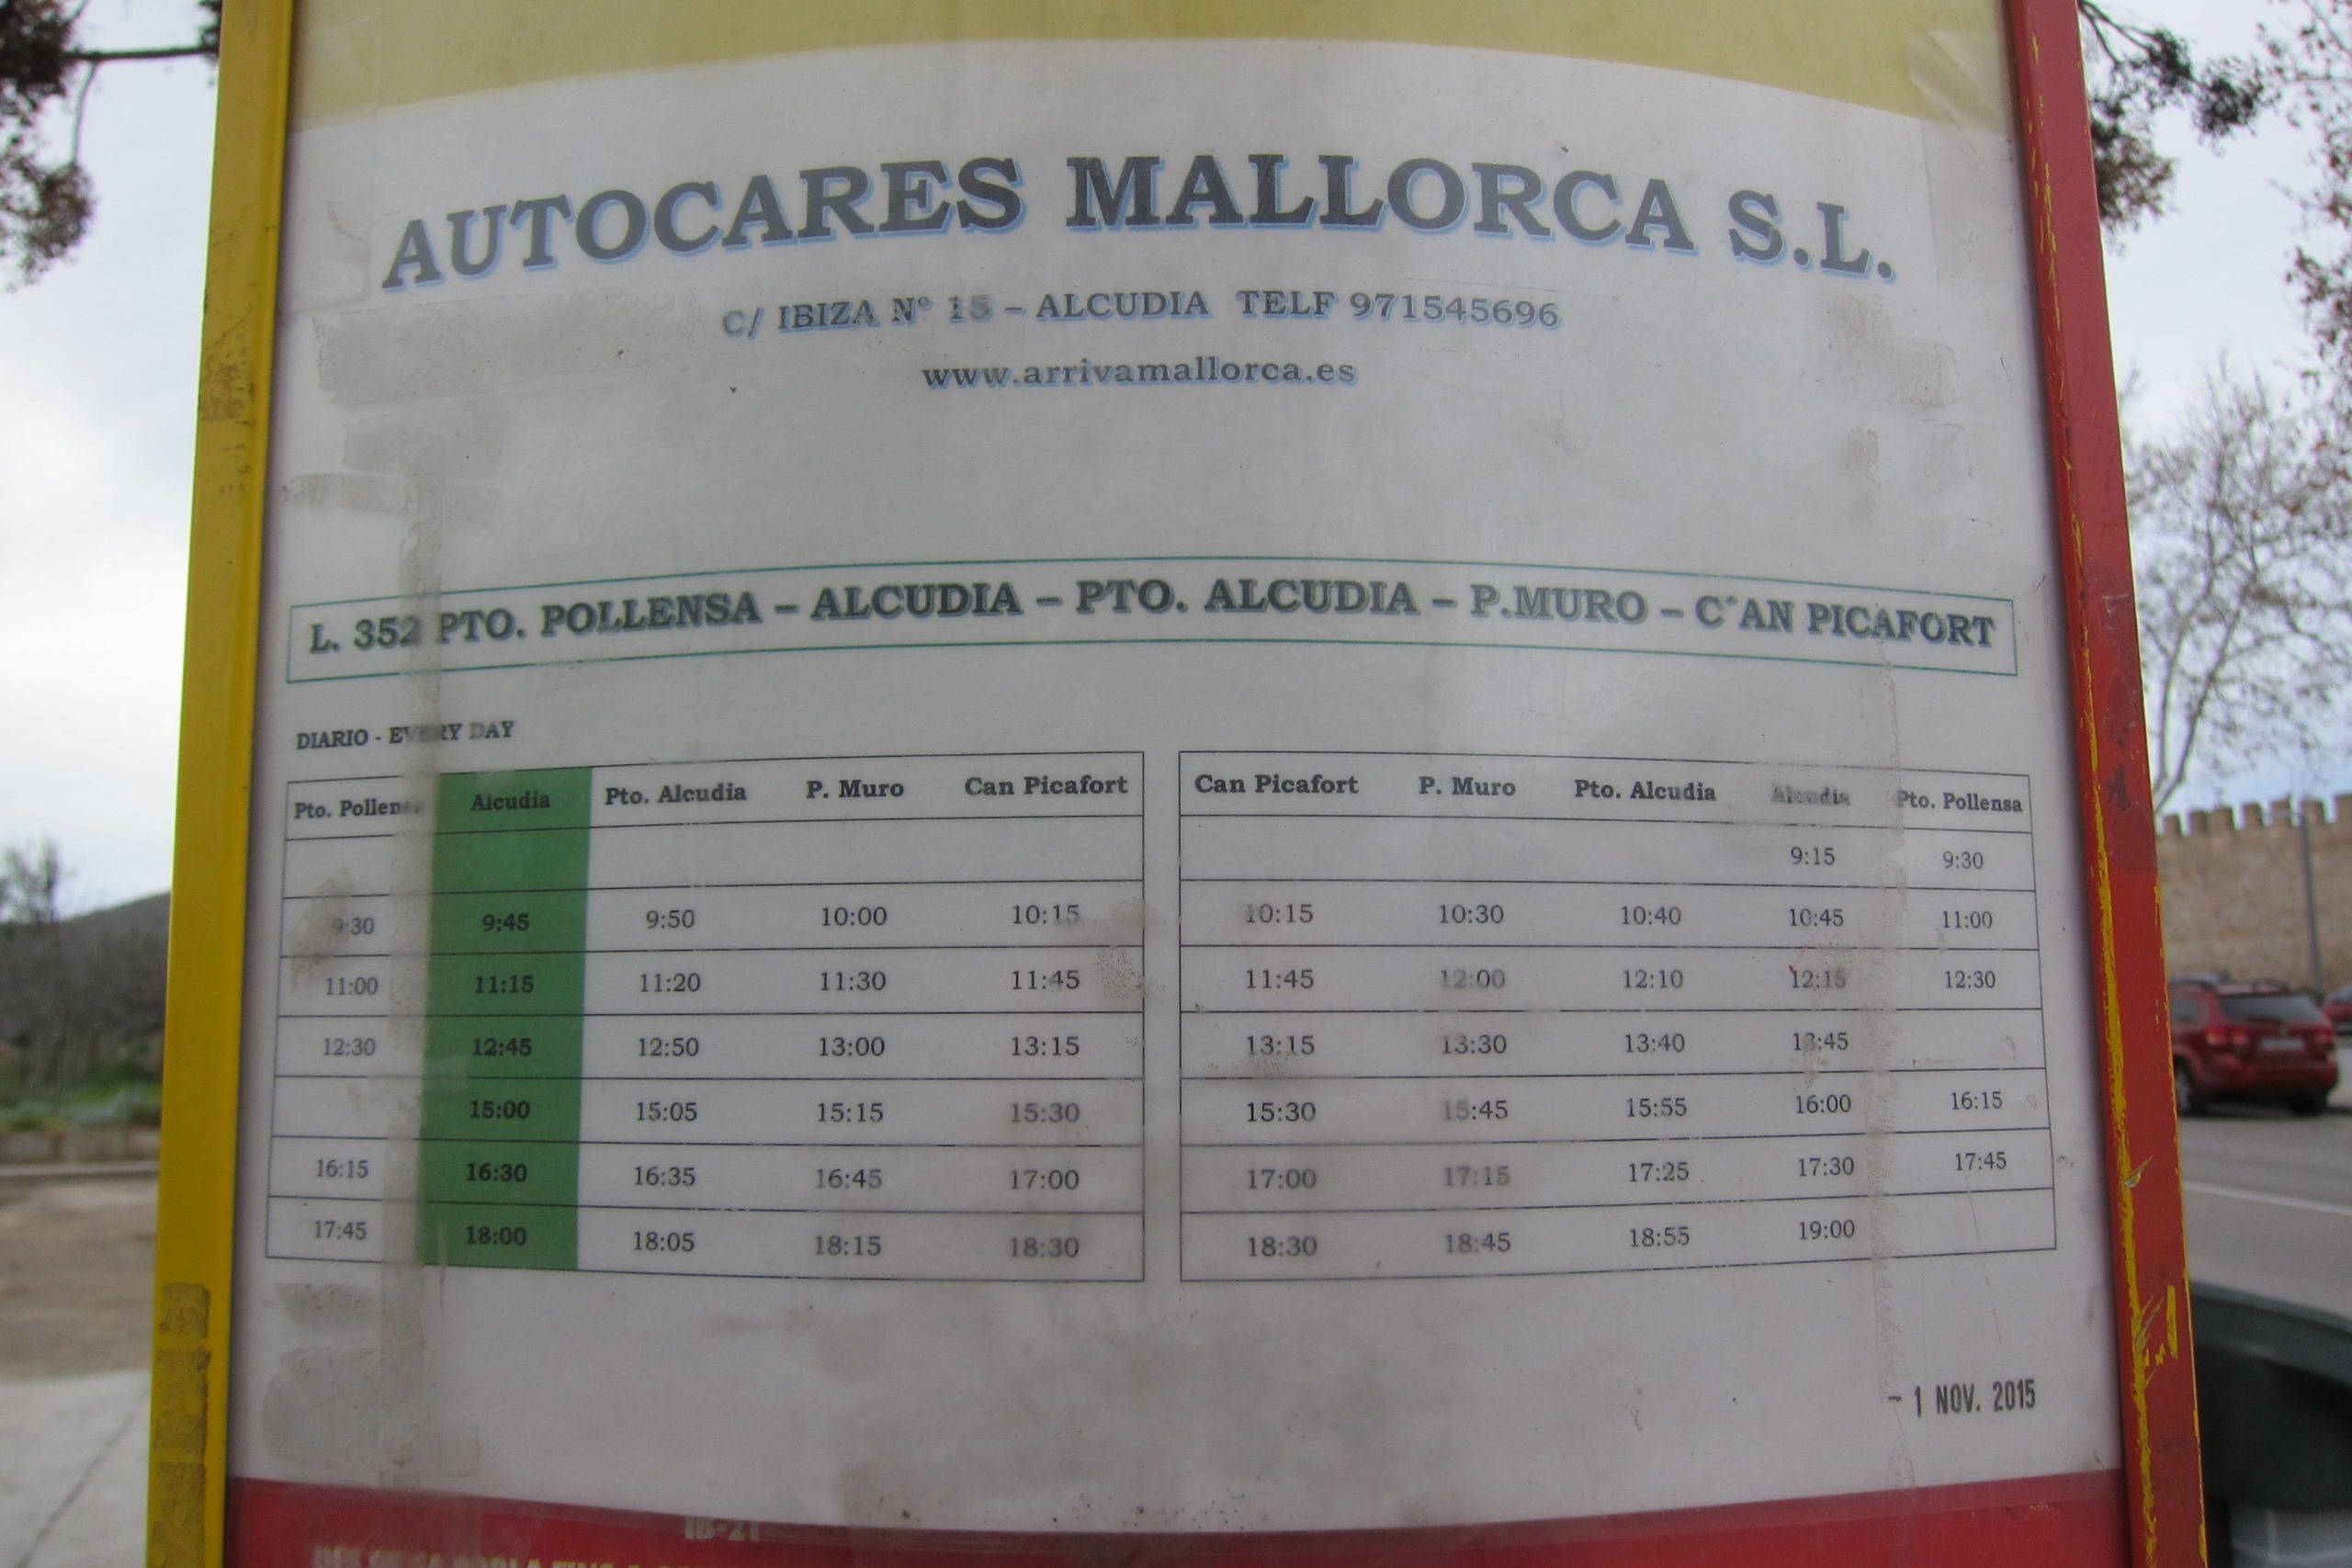 AUTOCARES MALLORCA S.L.
C/ IBIZA Nº 15 – ALCUDIA TELF 971545696
www.arrivamallorca.es
L. 352 PTO. POLLENSA – ALCUDIA – PTO. ALCUDIA – P.MURO – C´AN PICAFORT
DIARIO - EVERY DAY
Pto. Pollensa Alcudia Pto. Alcudia P. Muro Can Picafort
9:30 9:45 9:50 10:00 10:15
11:00 11:15 11:20 11:30 11:45
12:30 12:45 12:50 13:00 13:15
15:00 15:05 15:15 15:30
16:15 16:30 16:35 16:45 17:00
17:45 18:00 18:05 18:15 18:30
Can Picafort P. Muro Pto. Alcudia Alcudia Pto. Pollensa
9:15 9:30
10:15 10:30 10:40 10:45 11:00
11:45 12:00 12:10 12:15 12:30
13:15 13:30 13:40 13:45
15:30 15:45 15:55 16:00 16:15
17:00 17:15 17:25 17:30 17:45
18:30 18:45 18:55 19:00
- 1 NOV. 2015